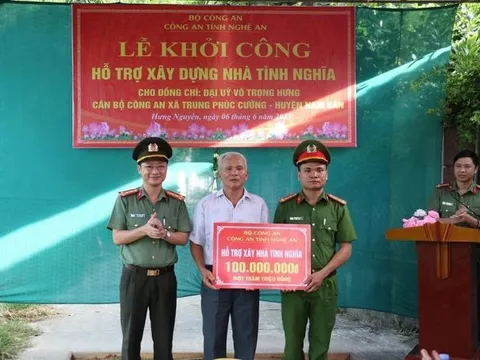 BỘ CÔNG AN
CÔNG AN TỈNH NGHỆ AN
LỄ KHỞI CÔNG
HỖ TRỢ XÂY DỰNG NHÀ TÌNH NGHĨA
CHO ĐỒNG CHÍ: ĐẠI UÝ VÕ TRỌNG HƯNG
CÁN BỘ CÔNG AN XÃ TRUNG PHÚC CƯỜNG - HUYỆN NAM ĐÀN
Hưng Nguyên, ngày 06 tháng 6 năm
BỘ CÔNG AN
CÔNG AN TỈNH NGHỆ AN
HỖ TRỢ XÂY NHÀ TÌNH NGHĨA
100.000.000đ
MỘT TRĂM TRIỆU ĐỒNG